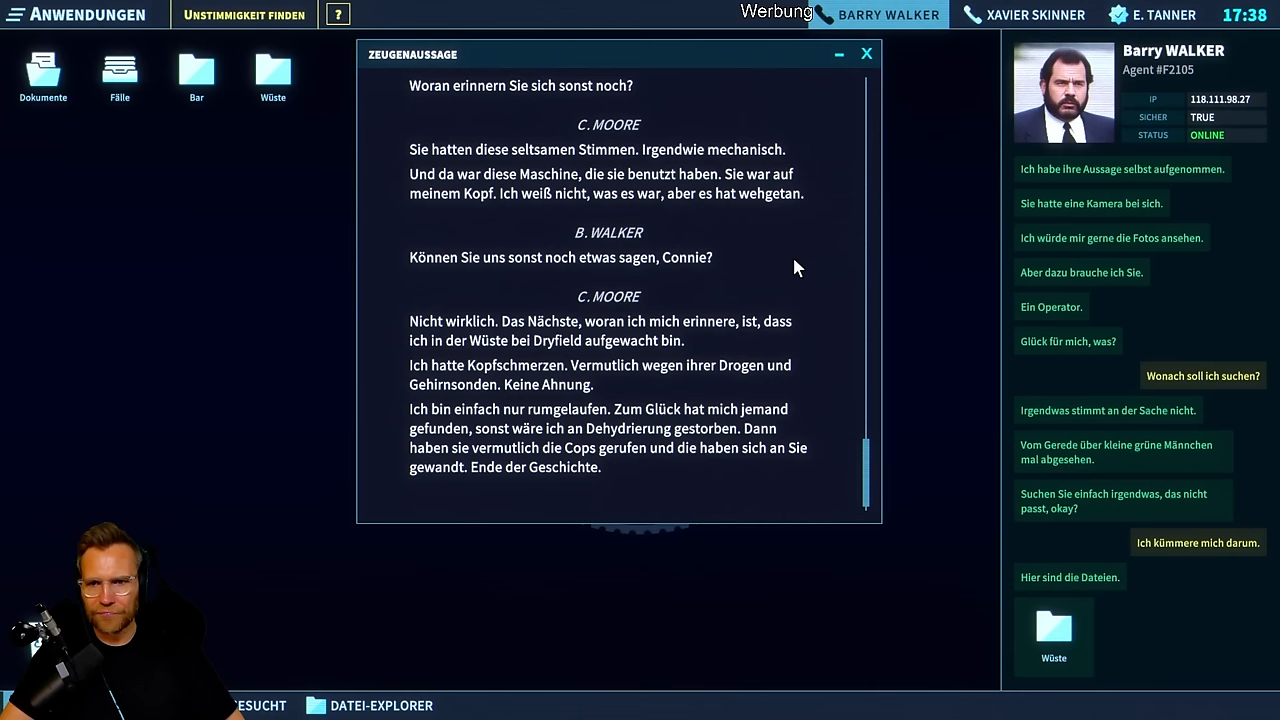 ANWENDUNGEN
UNSTIMMIGKEIT FINDEN
?
Werbung
BARRY WALKER
XAVIER SKINNER
E. TANNER
17:38
Dokumente
Fälle
Bar
Wüste
ZEUGENAUSSAGE
X
Woran erinnern Sie sich sonst noch?
C. MOORE
Sie hatten diese seltsamen Stimmen. Irgendwie mechanisch.
Und da war diese Maschine, die sie benutzt haben. Sie war auf
meinem Kopf. Ich weiß nicht, was es war, aber es hat wehgetan.
B. WALKER
Können Sie uns sonst noch etwas sagen, Connie?
C. MOORE
Nicht wirklich. Das Nächste, woran ich mich erinnere, ist, dass
ich in der Wüste bei Dryfield aufgewacht bin.
Ich hatte Kopfschmerzen. Vermutlich wegen ihrer Drogen und
Gehirnsonden. Keine Ahnung.
Ich bin einfach nur rumgelaufen. Zum Glück hat mich jemand
gefunden, sonst wäre ich an Dehydrierung gestorben. Dann
haben sie vermutlich die Cops gerufen und die haben sich an Sie
gewandt. Ende der Geschichte.
Barry WALKER
Agent #F2105
IP 118.111.98.27
SICHER TRUE
STATUS ONLINE
Ich habe ihre Aussage selbst aufgenommen.
Sie hatte eine Kamera bei sich.
Ich würde mir gerne die Fotos ansehen.
Aber dazu brauche ich Sie.
Ein Operator.
Glück für mich, was?
Wonach soll ich suchen?
Irgendwas stimmt an der Sache nicht.
Vom Gerede über kleine grüne Männchen
mal abgesehen.
Suchen Sie einfach irgendwas, das nicht
passt, okay?
Ich kümmere mich darum.
Hier sind die Dateien.
Wüste
ESUCHT
DATEI-EXPLORER